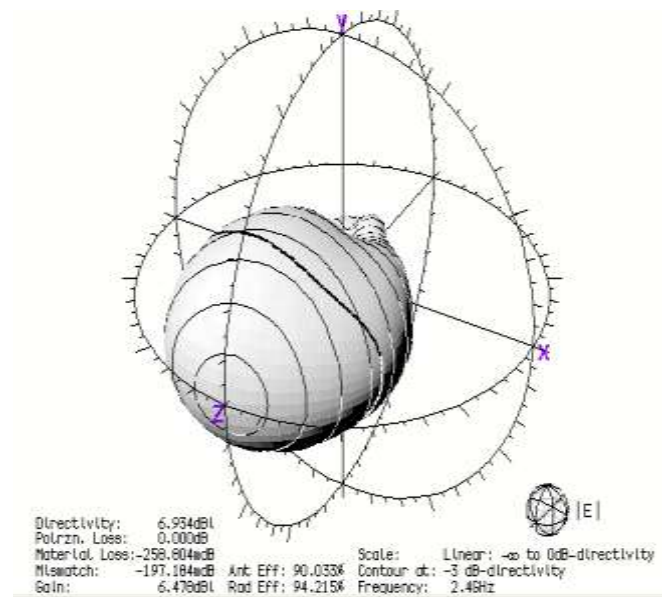 Y
X
Z
|E|
Directivity: 6.934dBi
Polrzn. Loss: 0.000dB
Material Loss:-258.804mdB Scale: Linear: -∞ to 0dB-directivity
Mismatch: -197.184mdB Ant Eff: 90.033% Contour at: -3 dB-directivity
Gain: 6.478dBi Rad Eff: 94.215% Frequency: 2.4GHz